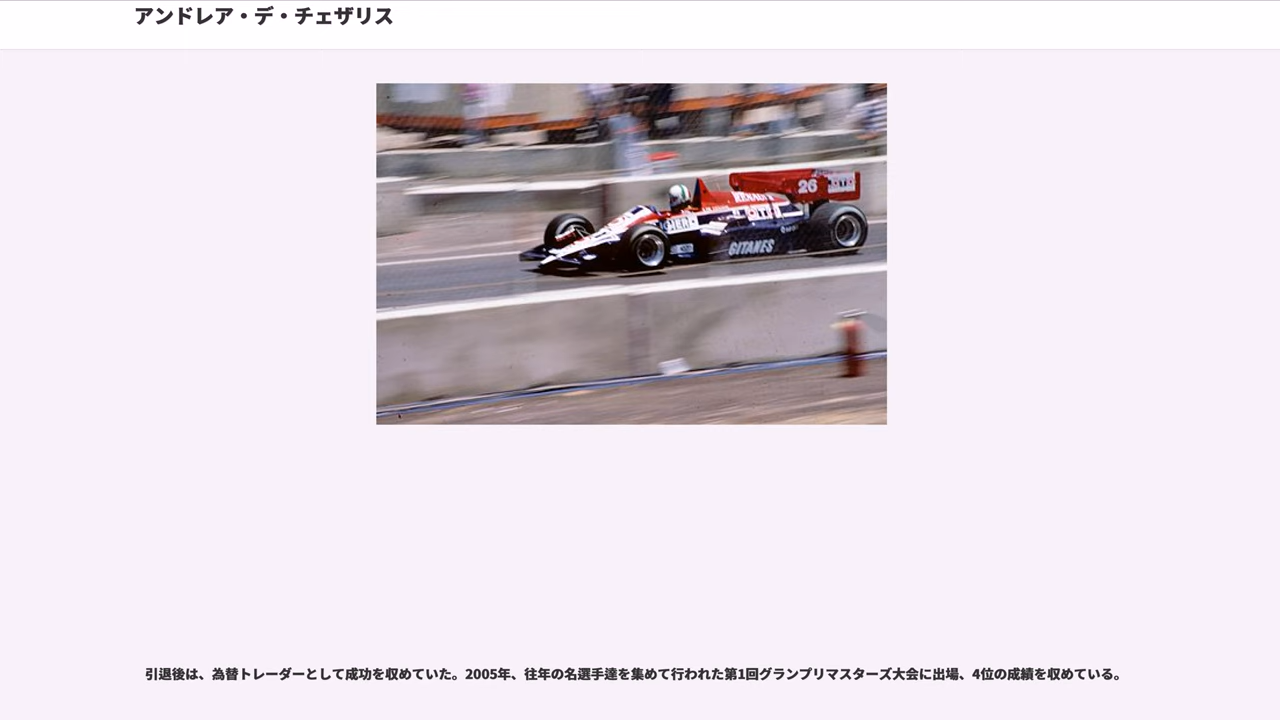 アンドレア・デ・チェザリス
26
GITANES
引退後は、為替トレーダーとして成功を収めていた。2005年、往年の名選手達を集めて行われた第1回グランプリマスターズ大会に出場、4位の成績を収めている。